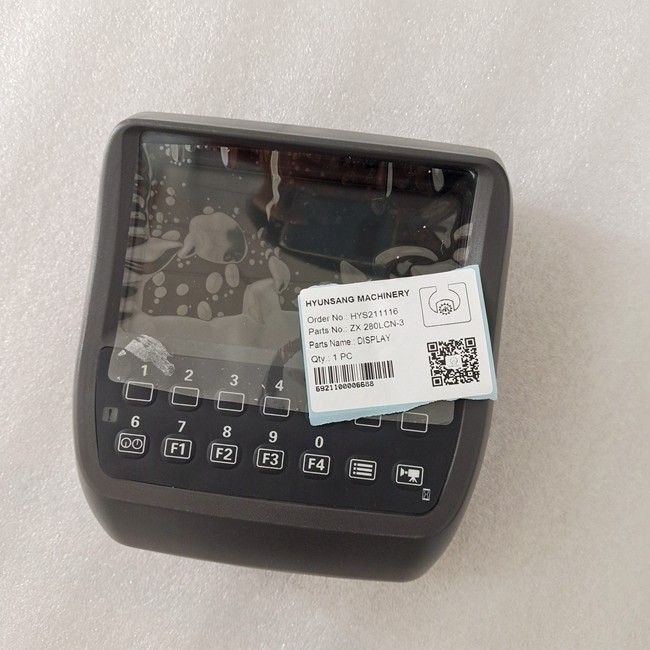 HYUNSANG MACHINERY
Order No.: HYS211116
Parts No.: ZX 280LCN-3
Parts Name : DISPLAY
Qty.: 1 PC
6921100006688
1 2 3 4
6 7 8 9 0
F1 F2 F3 F4